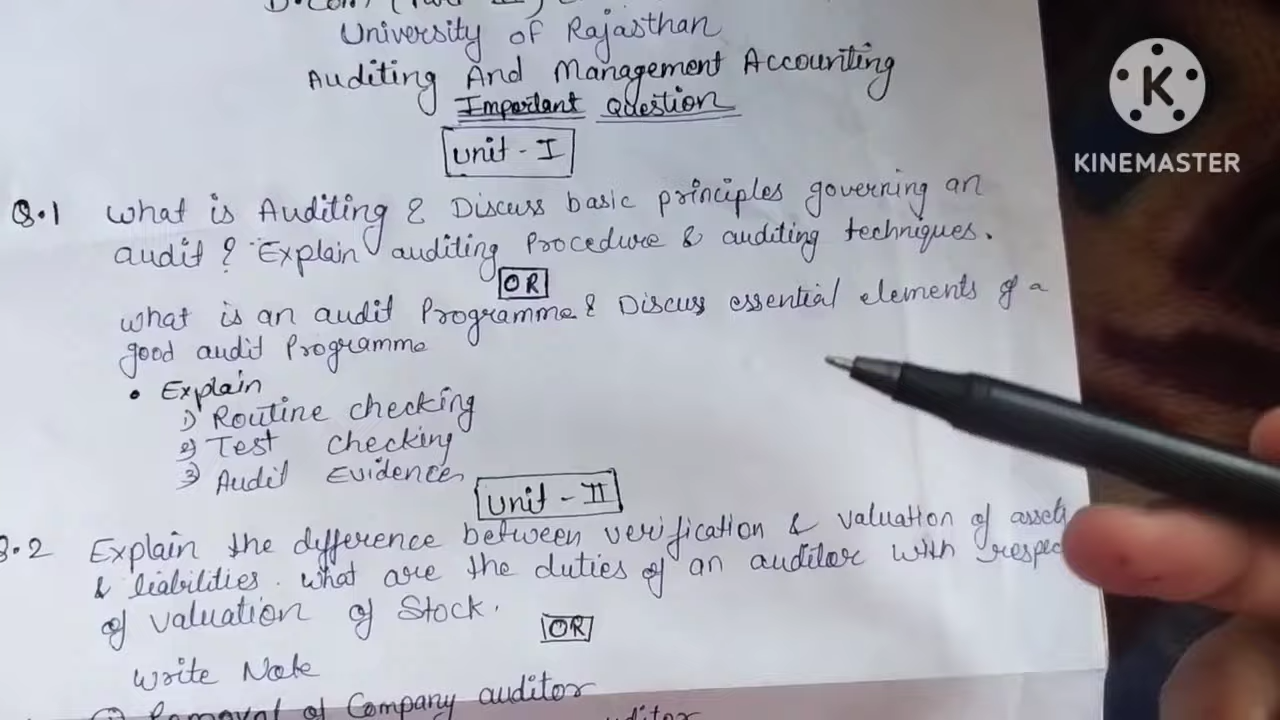 University of Rajasthan
Auditing And Management Accounting
Important Question
Unit - I
Q.1 What is Auditing & Discuss basic principles governing an
audit? Explain auditing Procedure & auditing techniques.
OR
What is an audit Programme & Discuss essential elements of a
good audit Programme
• Explain
1) Routine checking
2) Test checking
3) Audit Evidence
Unit - II
Q.2 Explain the difference between verification & valuation of assets
& liabilities. What are the duties of an auditor with respec
of valuation of Stock.
OR
Write Note
Removal of Company auditor
K
KINEMASTER